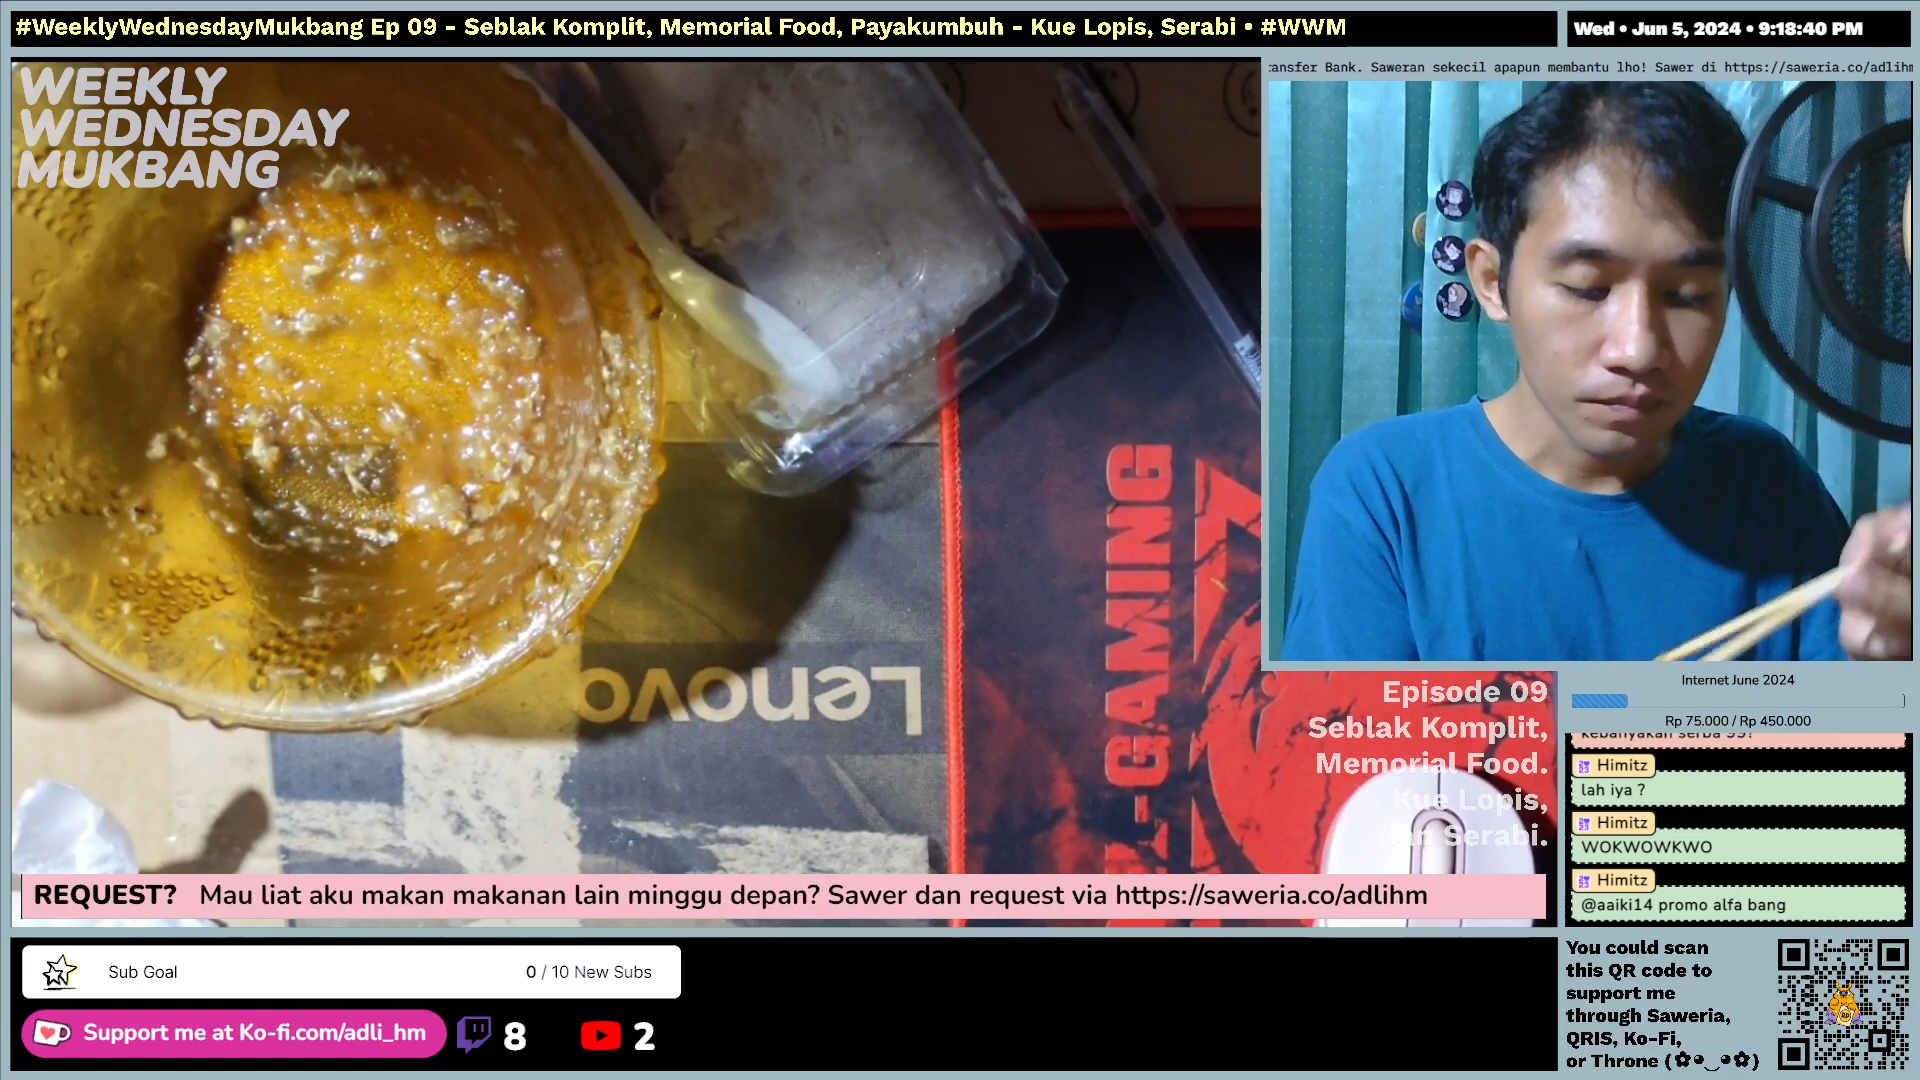 #WeeklyWednesdayMukbang Ep 09 - Seblak Komplit, Memorial Food, Payakumbuh - Kue Lopis, Serabi • #WWM
Wed • Jun 5, 2024 • 9:18:40 PM
ansfer Bank. Saweran sekecil apapun membantu lho! Sawer di https://saweria.co/adlihm
WEEKLY
WEDNESDAY
MUKBANG
Lenovo
-GAMING
Episode 09
Seblak Komplit,
Memorial Food.
Kue Lopis,
dan Serabi.
Internet June 2024
Rp 75.000 / Rp 450.000
kebanyakan serba 99!
Himitz
lah iya ?
Himitz
WOKWOWKWO
Himitz
@aaiki14 promo alfa bang
REQUEST? Mau liat aku makan makanan lain minggu depan? Sawer dan request via https://saweria.co/adlihm
Sub Goal
0 / 10 New Subs
Support me at Ko-fi.com/adli_hm
8
2
You could scan
this QR code to
support me
through Saweria,
QRIS, Ko-Fi,
or Throne (✿◕‿◕✿)